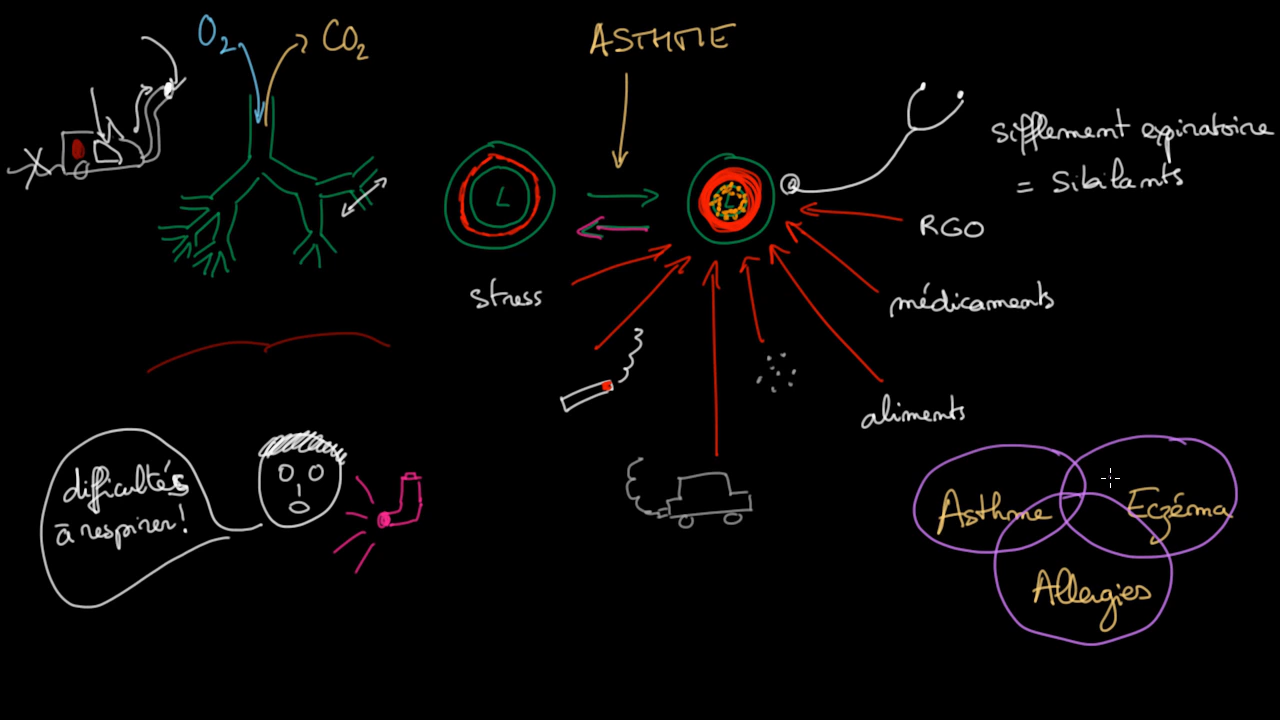 O2
CO2
ASTHME
sifflement expiratoire
= sibilants
L
L
RGO
stress
médicaments
aliments
difficultés
à respirer!
Asthme
Eczéma
Allergies